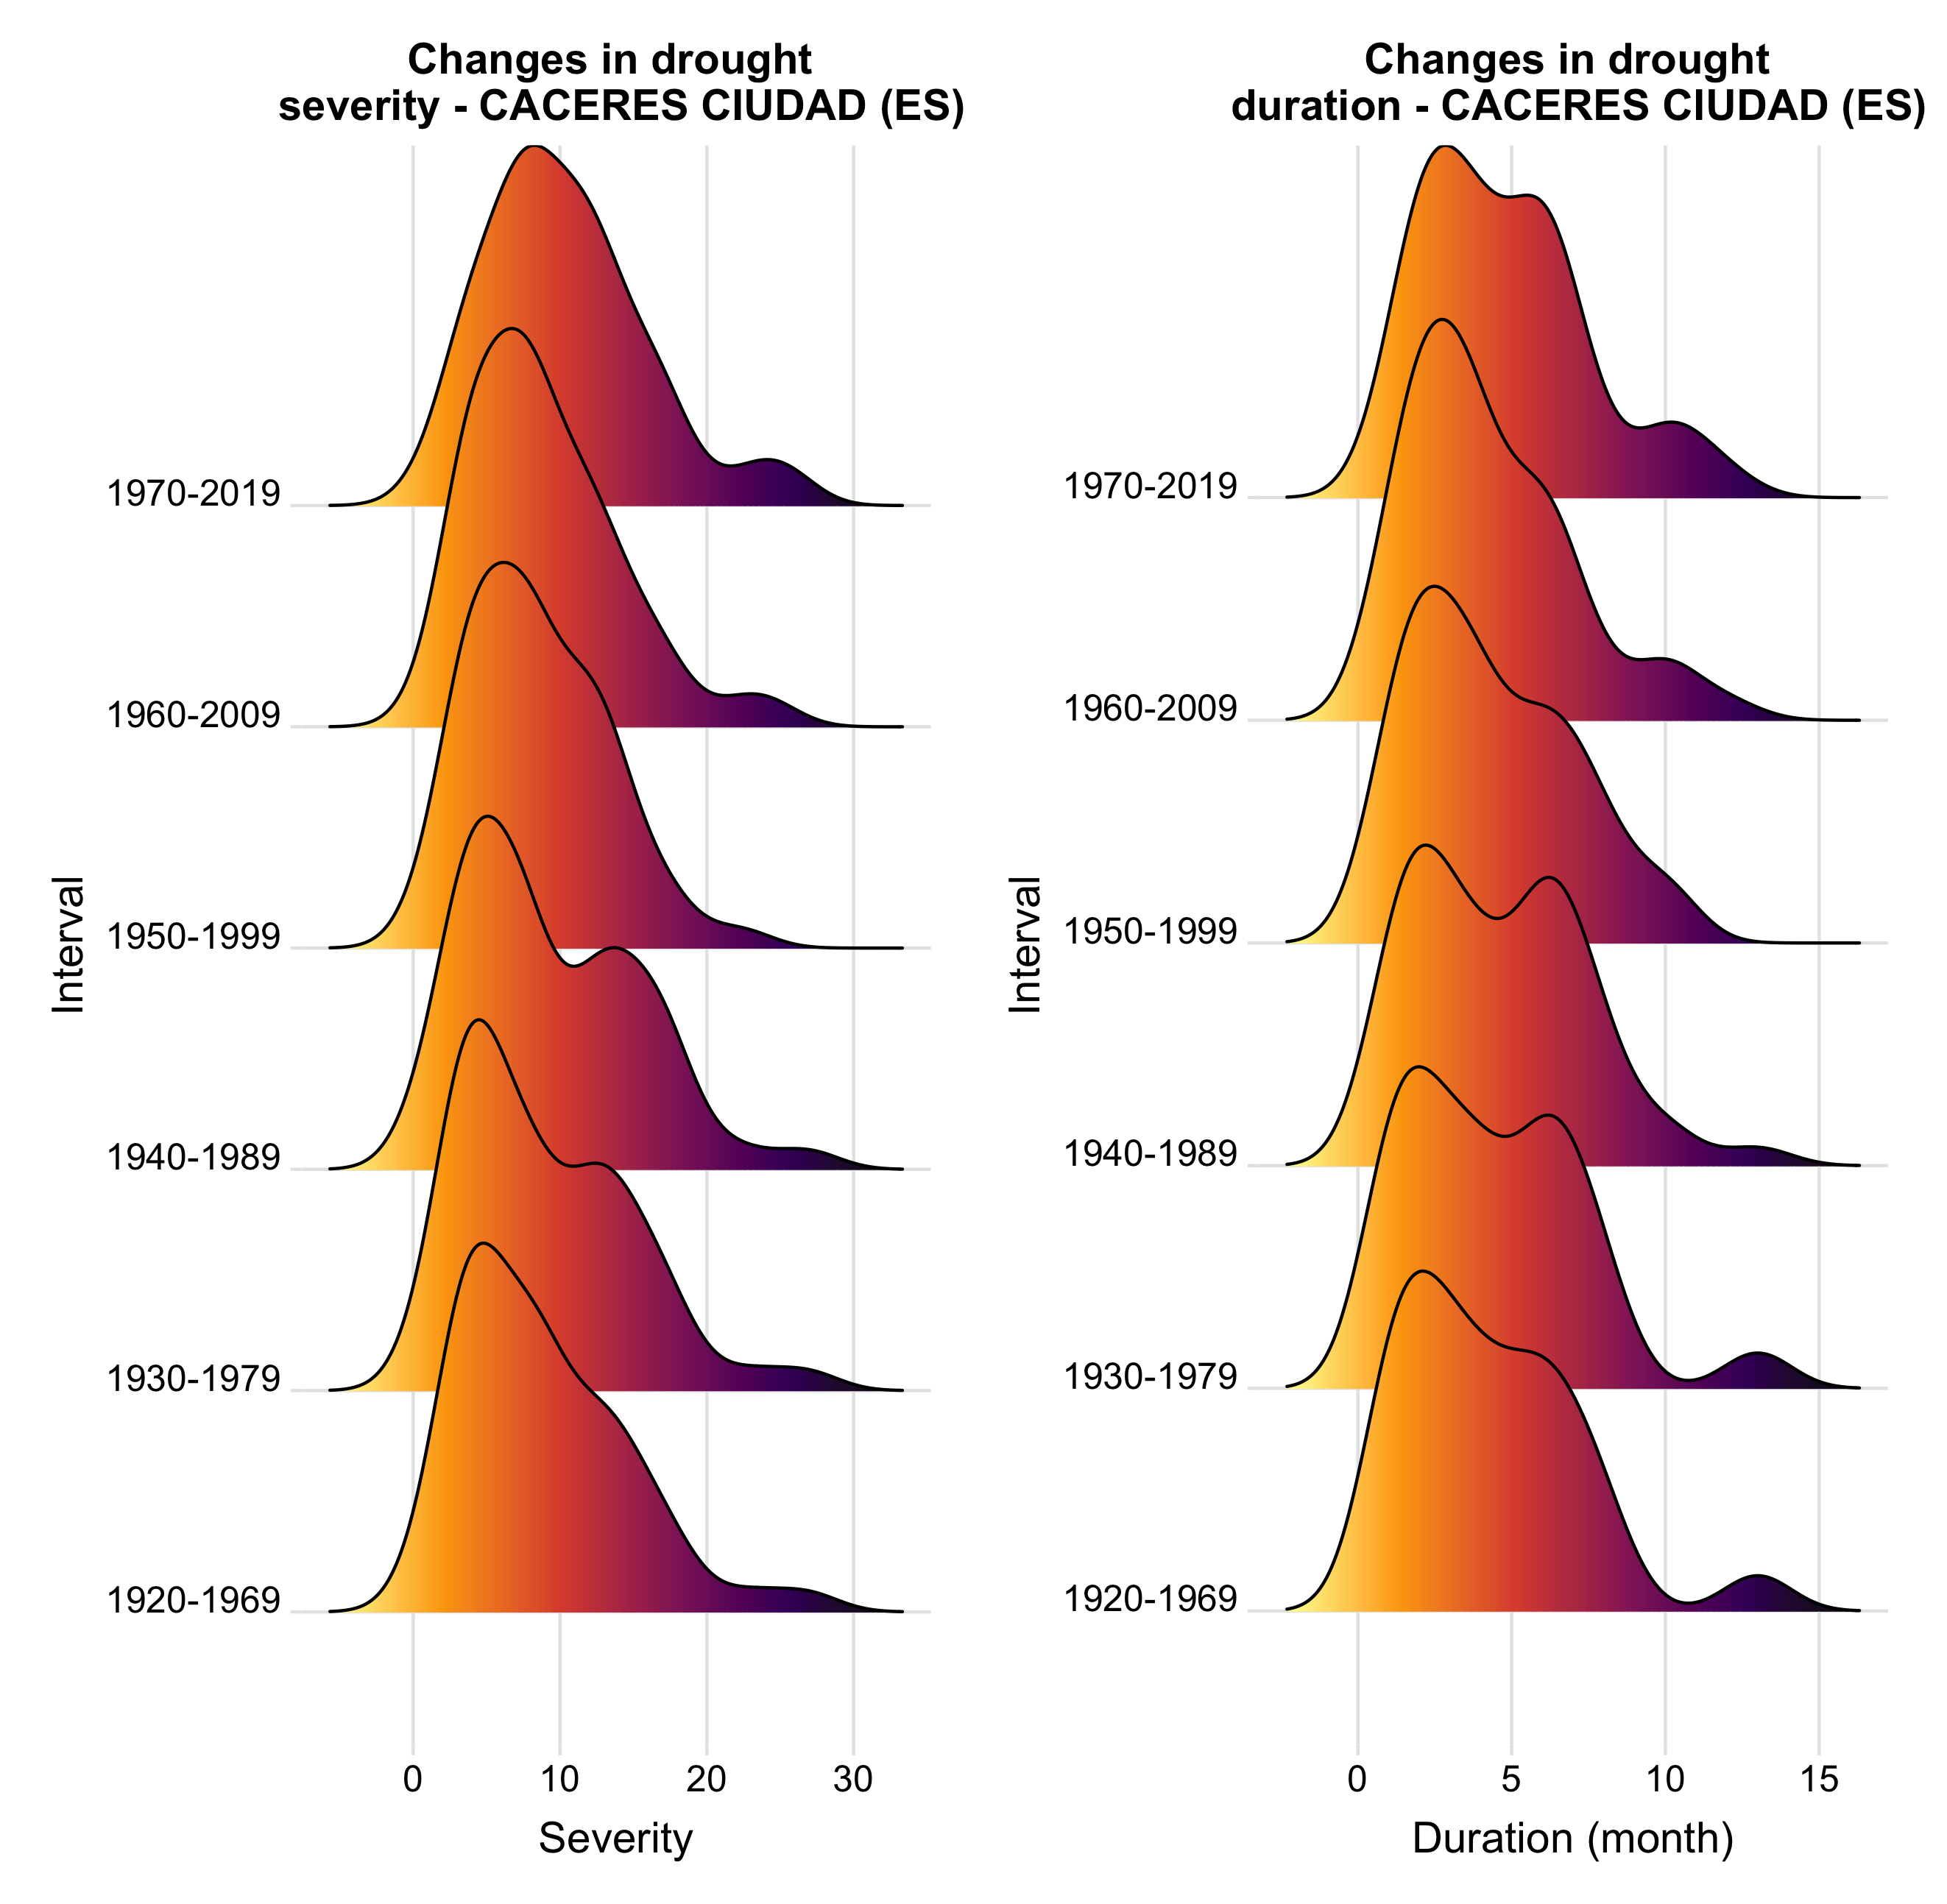 Changes in drought
severity - CACERES CIUDAD (ES)
Interval
1970-2019
1960-2009
1950-1999
1940-1989
1930-1979
1920-1969
0 10 20 30
Severity
Changes in drought
duration - CACERES CIUDAD (ES)
Interval
1970-2019
1960-2009
1950-1999
1940-1989
1930-1979
1920-1969
0 5 10 15
Duration (month)